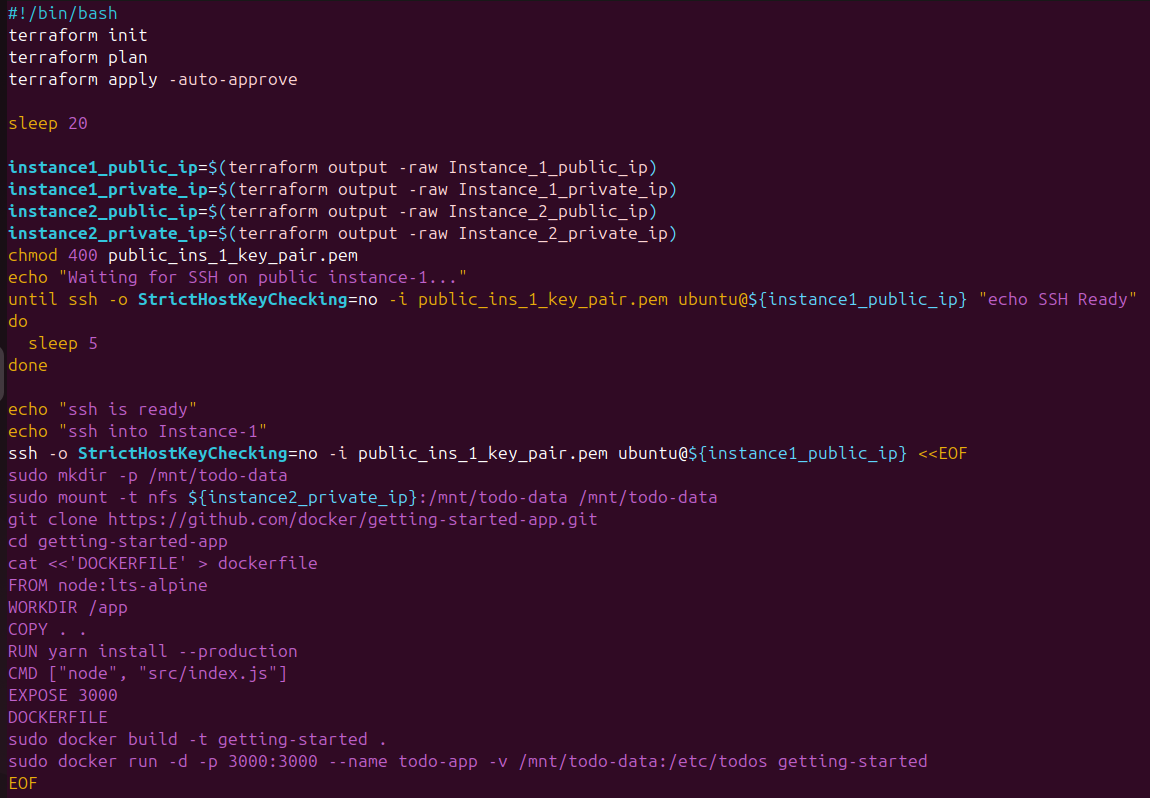 #!/bin/bash
terraform init
terraform plan
terraform apply -auto-approve
sleep 20
instance1_public_ip=$(terraform output -raw Instance_1_public_ip)
instance1_private_ip=$(terraform output -raw Instance_1_private_ip)
instance2_public_ip=$(terraform output -raw Instance_2_public_ip)
instance2_private_ip=$(terraform output -raw Instance_2_private_ip)
chmod 400 public_ins_1_key_pair.pem
echo "Waiting for SSH on public instance-1..."
until ssh -o StrictHostKeyChecking=no -i public_ins_1_key_pair.pem ubuntu@${instance1_public_ip} "echo SSH Ready"
do
  sleep 5
done
echo "ssh is ready"
echo "ssh into Instance-1"
ssh -o StrictHostKeyChecking=no -i public_ins_1_key_pair.pem ubuntu@${instance1_public_ip} <<EOF
sudo mkdir -p /mnt/todo-data
sudo mount -t nfs ${instance2_private_ip}:/mnt/todo-data /mnt/todo-data
git clone https://github.com/docker/getting-started-app.git
cd getting-started-app
cat <<'DOCKERFILE' > dockerfile
FROM node:lts-alpine
WORKDIR /app
COPY . .
RUN yarn install --production
CMD ["node", "src/index.js"]
EXPOSE 3000
DOCKERFILE
sudo docker build -t getting-started .
sudo docker run -d -p 3000:3000 --name todo-app -v /mnt/todo-data:/etc/todos getting-started
EOF